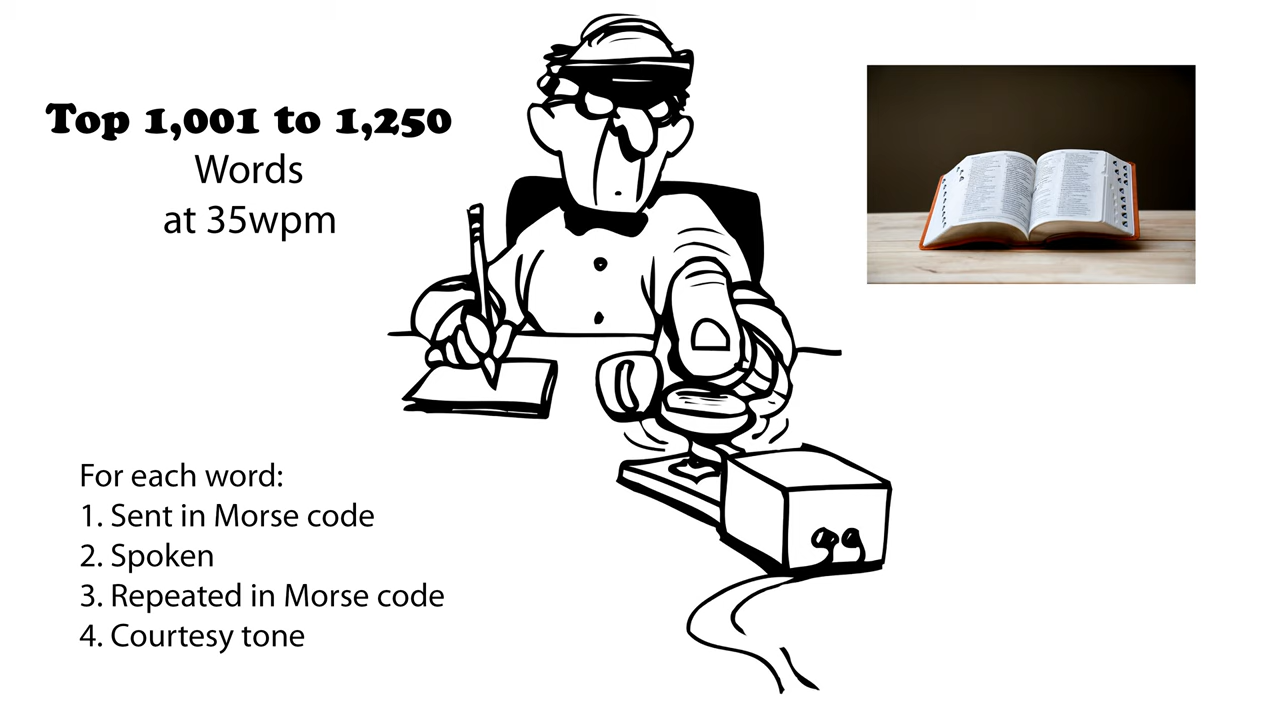 Top 1,001 to 1,250
Words
at 35wpm
For each word:
1. Sent in Morse code
2. Spoken
3. Repeated in Morse code
4. Courtesy tone